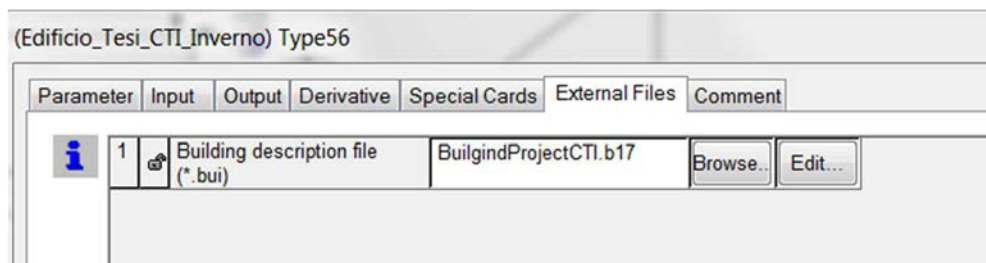 (Edificio_Tesi_CTI_Inverno) Type56
Parameter Input Output Derivative Special Cards External Files Comment
i 1 Building description file (*.bui) BuilgindProjectCTI.b17 Browse.. Edit...